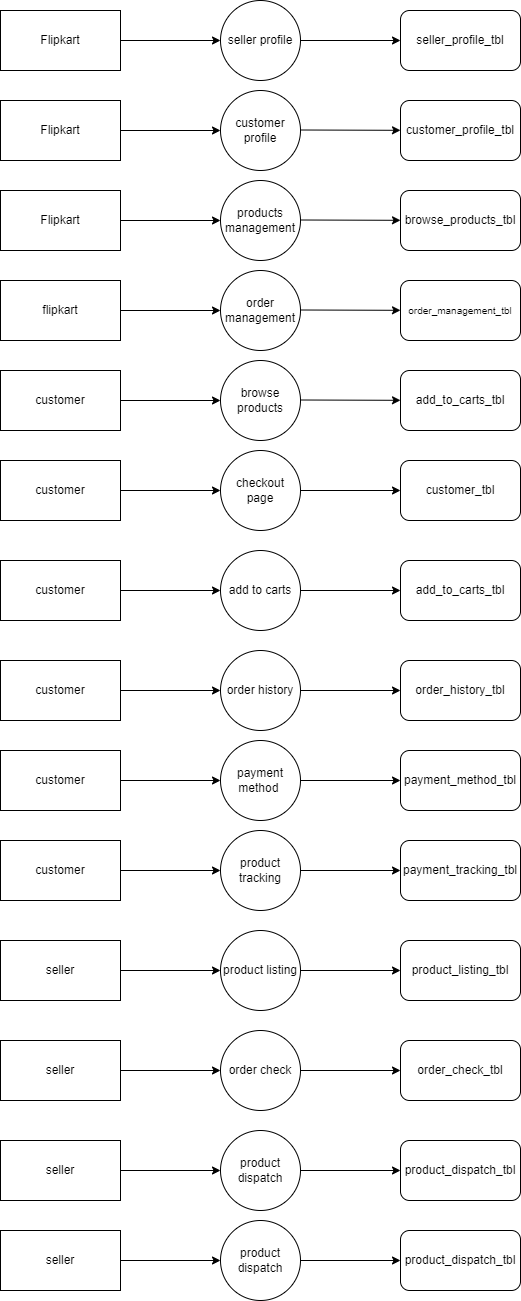 Flipkart
seller profile
seller_profile_tbl
Flipkart
customer
profile
customer_profile_tbl
Flipkart
products
management
browse_products_tbl
flipkart
order
management
order_management_tbl
customer
browse
products
add_to_carts_tbl
customer
checkout
page
customer_tbl
customer
add to carts
add_to_carts_tbl
customer
order history
order_history_tbl
customer
payment
method
payment_method_tbl
customer
product
tracking
payment_tracking_tbl
seller
product listing
product_listing_tbl
seller
order check
order_check_tbl
seller
product
dispatch
product_dispatch_tbl
seller
product
dispatch
product_dispatch_tbl